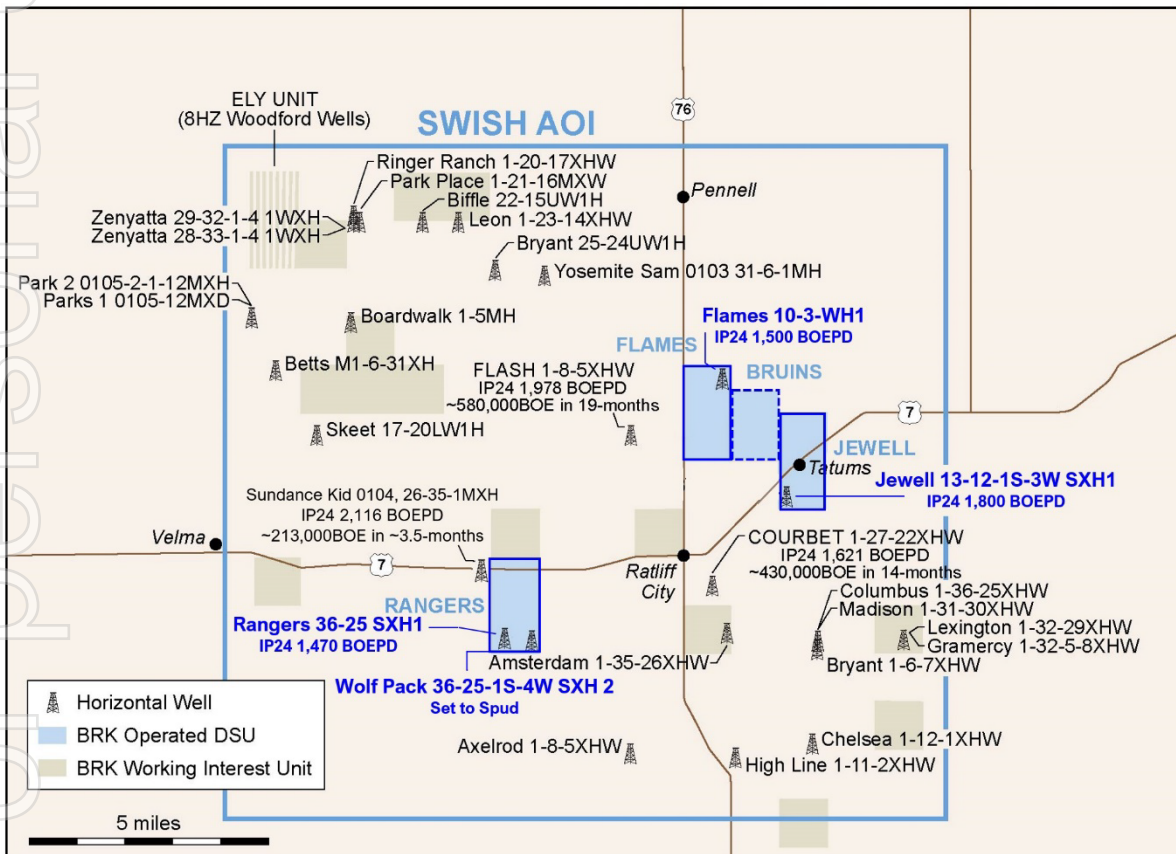 ELY UNIT
(8HZ Woodford Wells)
SWISH AOI
76
Ringer Ranch 1-20-17XHW
Park Place 1-21-16MXW
Biffle 22-15UW1H
Leon 1-23-14XHW
Pennell
Zenyatta 29-32-1-4 1WXH
Zenyatta 28-33-1-4 1WXH
Bryant 25-24UW1H
Yosemite Sam 0103 31-6-1MH
Park 2 0105-2-1-12MXH
Parks 1 0105-12MXD
Boardwalk 1-5MH
Flames 10-3-WH1
IP24 1,500 BOEPD
FLAMES
BRUINS
Betts M1-6-31XH
FLASH 1-8-5XHW
IP24 1,978 BOEPD
~580,000BOE in 19-months
7
Skeet 17-20LW1H
JEWELL
Tatums
Jewell 13-12-1S-3W SXH1
IP24 1,800 BOEPD
Sundance Kid 0104, 26-35-1MXH
IP24 2,116 BOEPD
~213,000BOE in ~3.5-months
Velma
7
Ratliff
City
COURBET 1-27-22XHW
IP24 1,621 BOEPD
~430,000BOE in 14-months
Columbus 1-36-25XHW
Madison 1-31-30XHW
Lexington 1-32-29XHW
Gramercy 1-32-5-8XHW
Bryant 1-6-7XHW
RANGERS
Rangers 36-25 SXH1
IP24 1,470 BOEPD
Amsterdam 1-35-26XHW
Wolf Pack 36-25-1S-4W SXH 2
Set to Spud
Axelrod 1-8-5XHW
Chelsea 1-12-1XHW
High Line 1-11-2XHW
Horizontal Well
BRK Operated DSU
BRK Working Interest Unit
5 miles
or personal